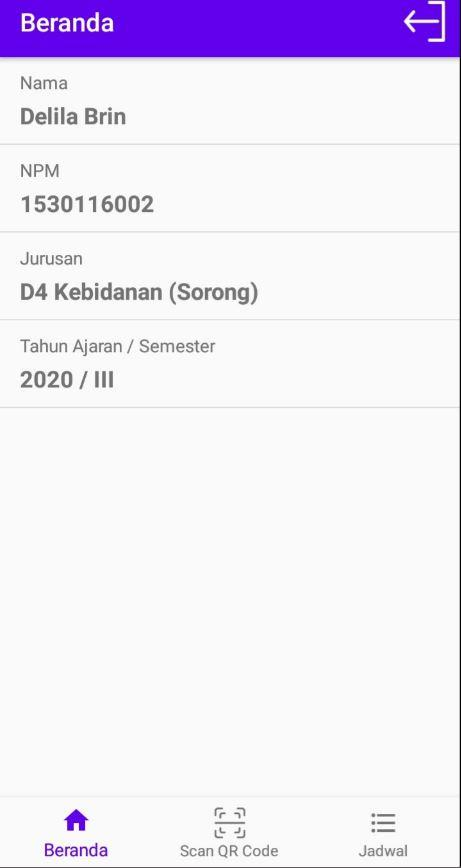 Beranda
Nama
Delila Brin
NPM
1530116002
Jurusan
D4 Kebidanan (Sorong)
Tahun Ajaran / Semester
2020 / III
Beranda
Scan QR Code
Jadwal